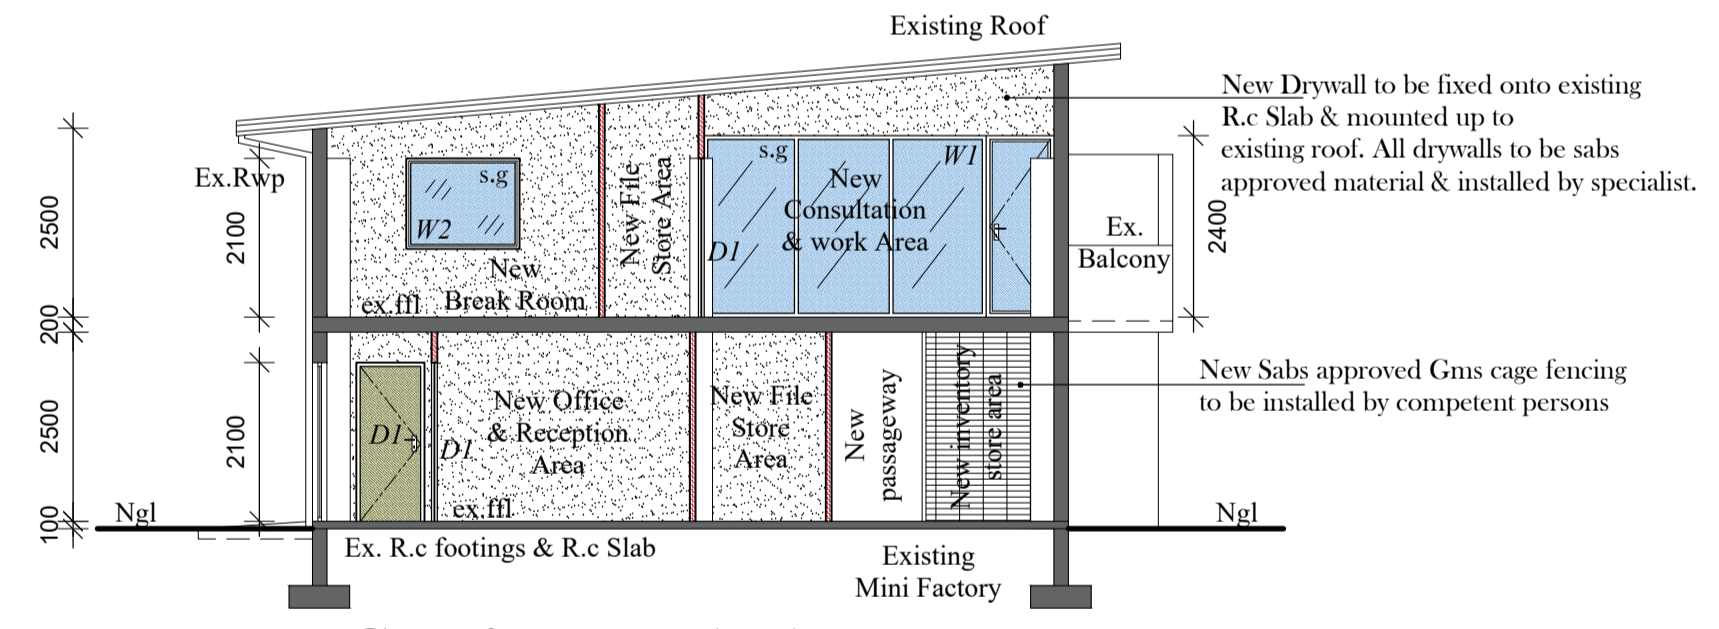 Existing Roof
New Drywall to be fixed onto existing
R.c Slab & mounted up to
existing roof. All drywalls to be sabs
approved material & installed by specialist.
Ex.Rwp
s.g
W2
New File
Store Area
s.g
W1
New
Consultation
& work Area
D1
Ex.
Balcony
2400
2500
2100
New
Break Room
ex.ffl
200
New Sabs approved Gms cage fencing
to be installed by competent persons
2500
2100
D1
D1
New Office
& Reception
Area
ex.ffl
New File
Store
Area
New
passageway
New inventory
store area
100
Ngl
Ngl
Ex. R.c footings & R.c Slab
Existing
Mini Factory